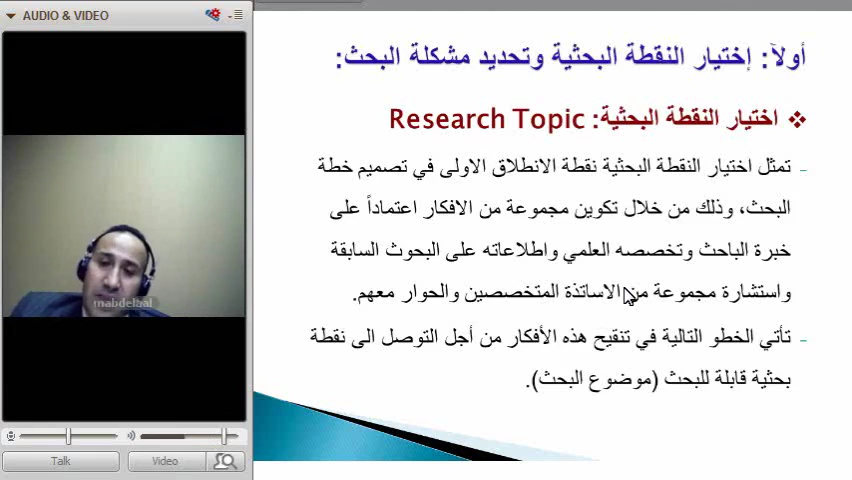 AUDIO & VIDEO
mabdelaal
Talk
Video
أولاً: إختيار النقطة البحثية وتحديد مشكلة البحث:
اختيار النقطة البحثية: Research Topic
- تمثل اختيار النقطة البحثية نقطة الانطلاق الاولى في تصميم خطة
البحث، وذلك من خلال تكوين مجموعة من الافكار اعتماداً على
خبرة الباحث وتخصصه العلمي واطلاعاته على البحوث السابقة
واستشارة مجموعة من الاساتذة المتخصصين والحوار معهم.
- تأتي الخطو التالية في تنقيح هذه الأفكار من أجل التوصل الى نقطة
بحثية قابلة للبحث (موضوع البحث).